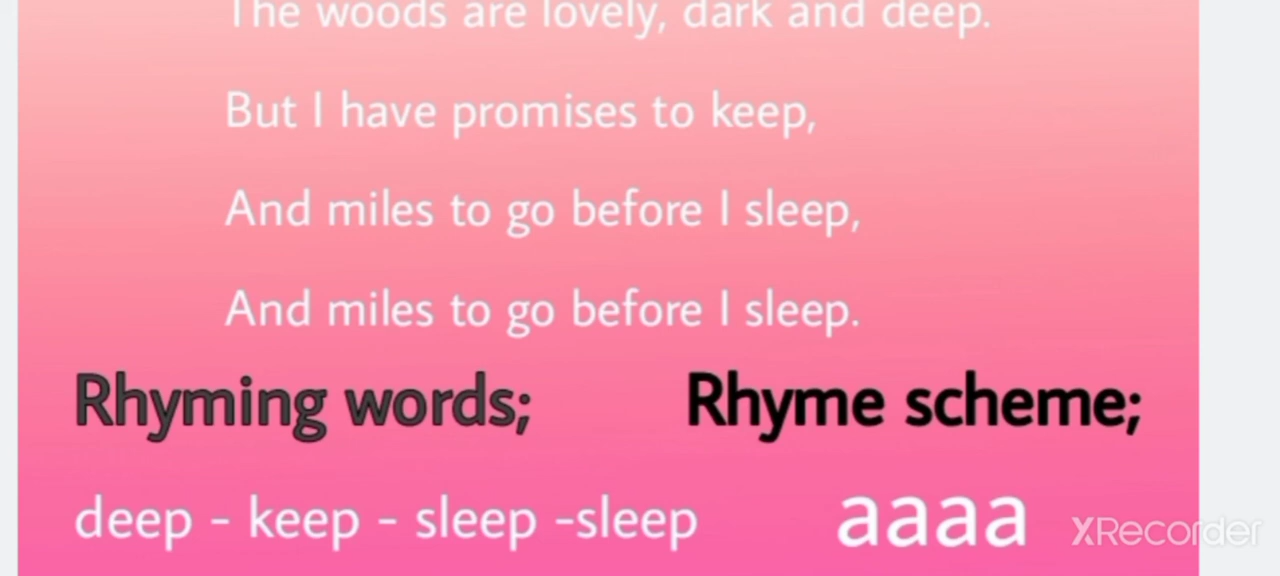 The woods are lovely, dark and deep.
But I have promises to keep,
And miles to go before I sleep,
And miles to go before I sleep.
Rhyming words; Rhyme scheme;
deep - keep - sleep -sleep aaaa
XRecorder